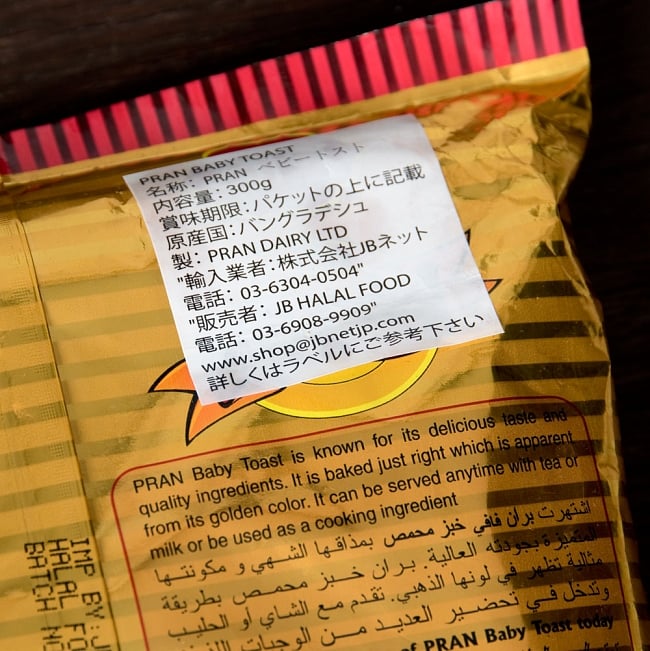 PRAN BABY TOAST
名称: PRAN ベビートスト
内容量: 300g
賞味期限: パケットの上に記載
原産国: バングラデシュ
製: PRAN DAIRY LTD
"輸入業者: 株式会社JBネット
電話: 03-6304-0504"
"販売者: JB HALAL FOOD
電話: 03-6908-9909"
www.shop@jbnetjp.com
詳しくはラベルにご参考下さい
PRAN Baby Toast is known for its delicious taste and
quality ingredients. It is baked just right which is apparent
from its golden color. It can be served anytime with tea or
milk or be used as a cooking ingredient
اشتهرت بران فافي خبز محمص بمذاقها الشهي و مكونتها
المتميزة بجودته العالية. بران خبز محمص بطريقة
مثالية تظهر في لونها الذهبي. تقدم مع الشاي أو الحليب
وتدخل في تحضير العديد من الوجبات
of PRAN Baby Toast today
IMP BY: J
HALAL
BATCH NO